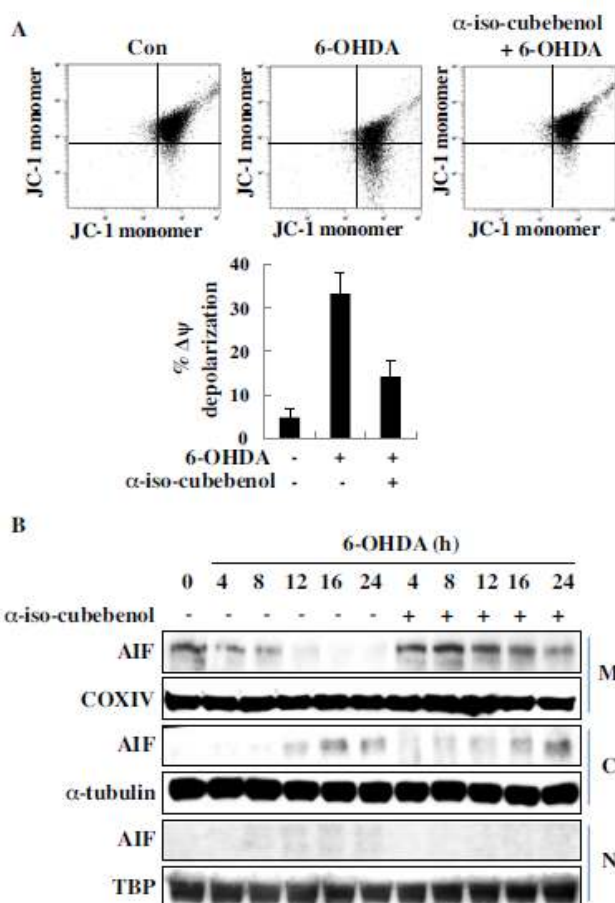 A
Con
6-OHDA
α-iso-cubebenol
+ 6-OHDA
JC-1 monomer
JC-1 monomer
JC-1 monomer
JC-1 monomer
JC-1 monomer
JC-1 monomer
% Δψ
depolarization
40
30
20
10
0
6-OHDA - + +
α-iso-cubebenol - - +
B
6-OHDA (h)
0 4 8 12 16 24 4 8 12 16 24
α-iso-cubebenol - - - - - - + + + + +
AIF
M
COXIV
AIF
C
α-tubulin
AIF
N
TBP